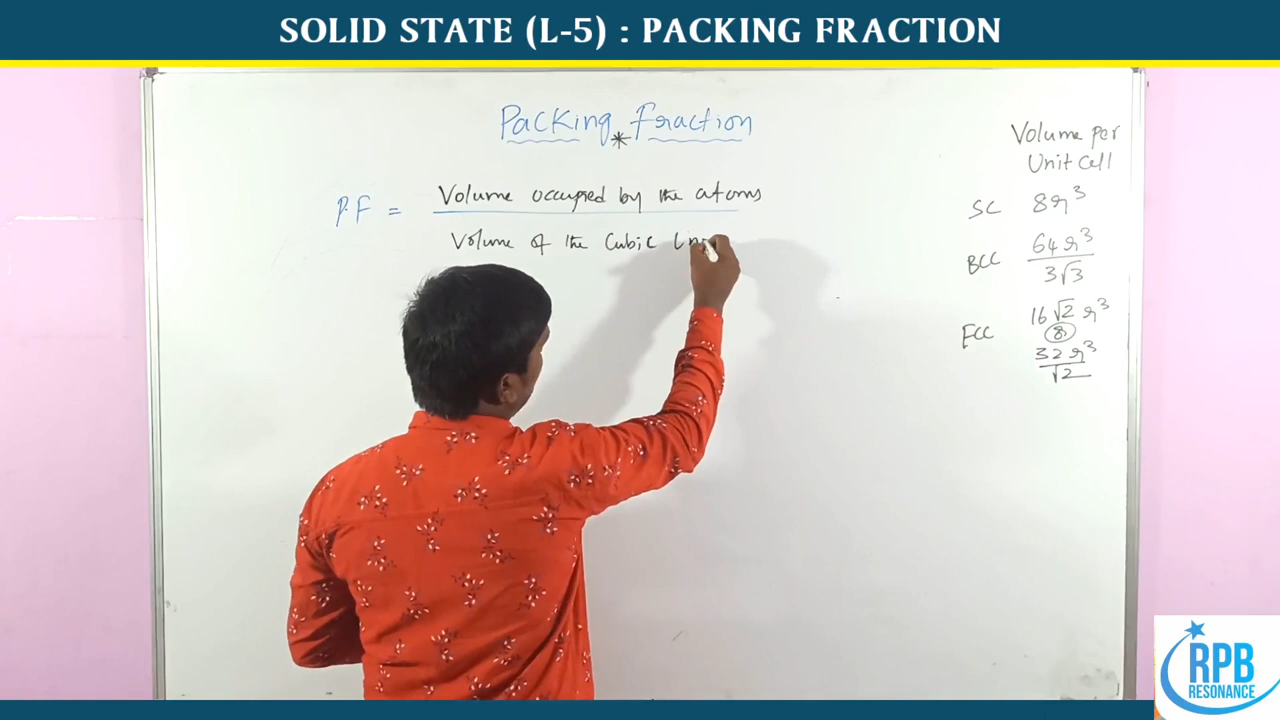 SOLID STATE (L-5) : PACKING FRACTION
Packing Fraction
*
P.F = Volume occupied by the atoms
Volume of the Cubic
Volume per
Unit Cell
SC 8r³
BCC 64r³
3√3
FCC 16√2 r³
8
32r³
√2
RPB
RESONANCE